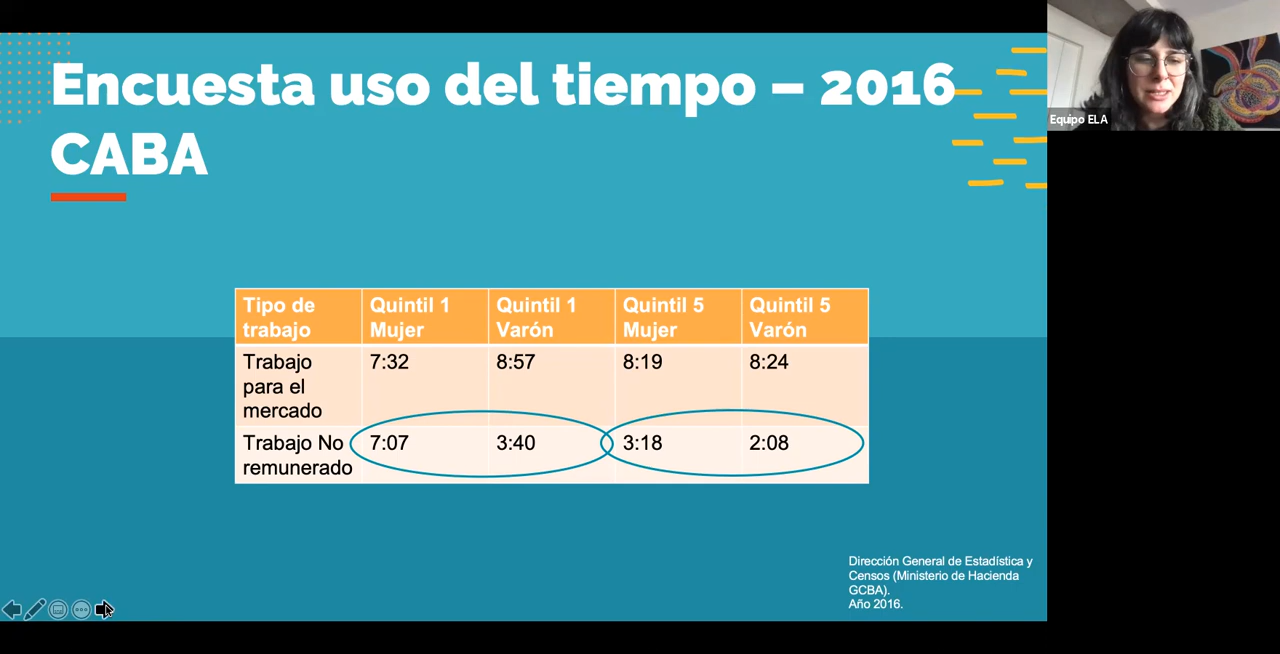 Encuesta uso del tiempo – 2016
CABA
Equipo ELA
Tipo de trabajo
Quintil 1 Mujer
Quintil 1 Varón
Quintil 5 Mujer
Quintil 5 Varón
Trabajo para el mercado
7:32
8:57
8:19
8:24
Trabajo No remunerado
7:07
3:40
3:18
2:08
Dirección General de Estadística y
Censos (Ministerio de Hacienda
GCBA).
Año 2016.